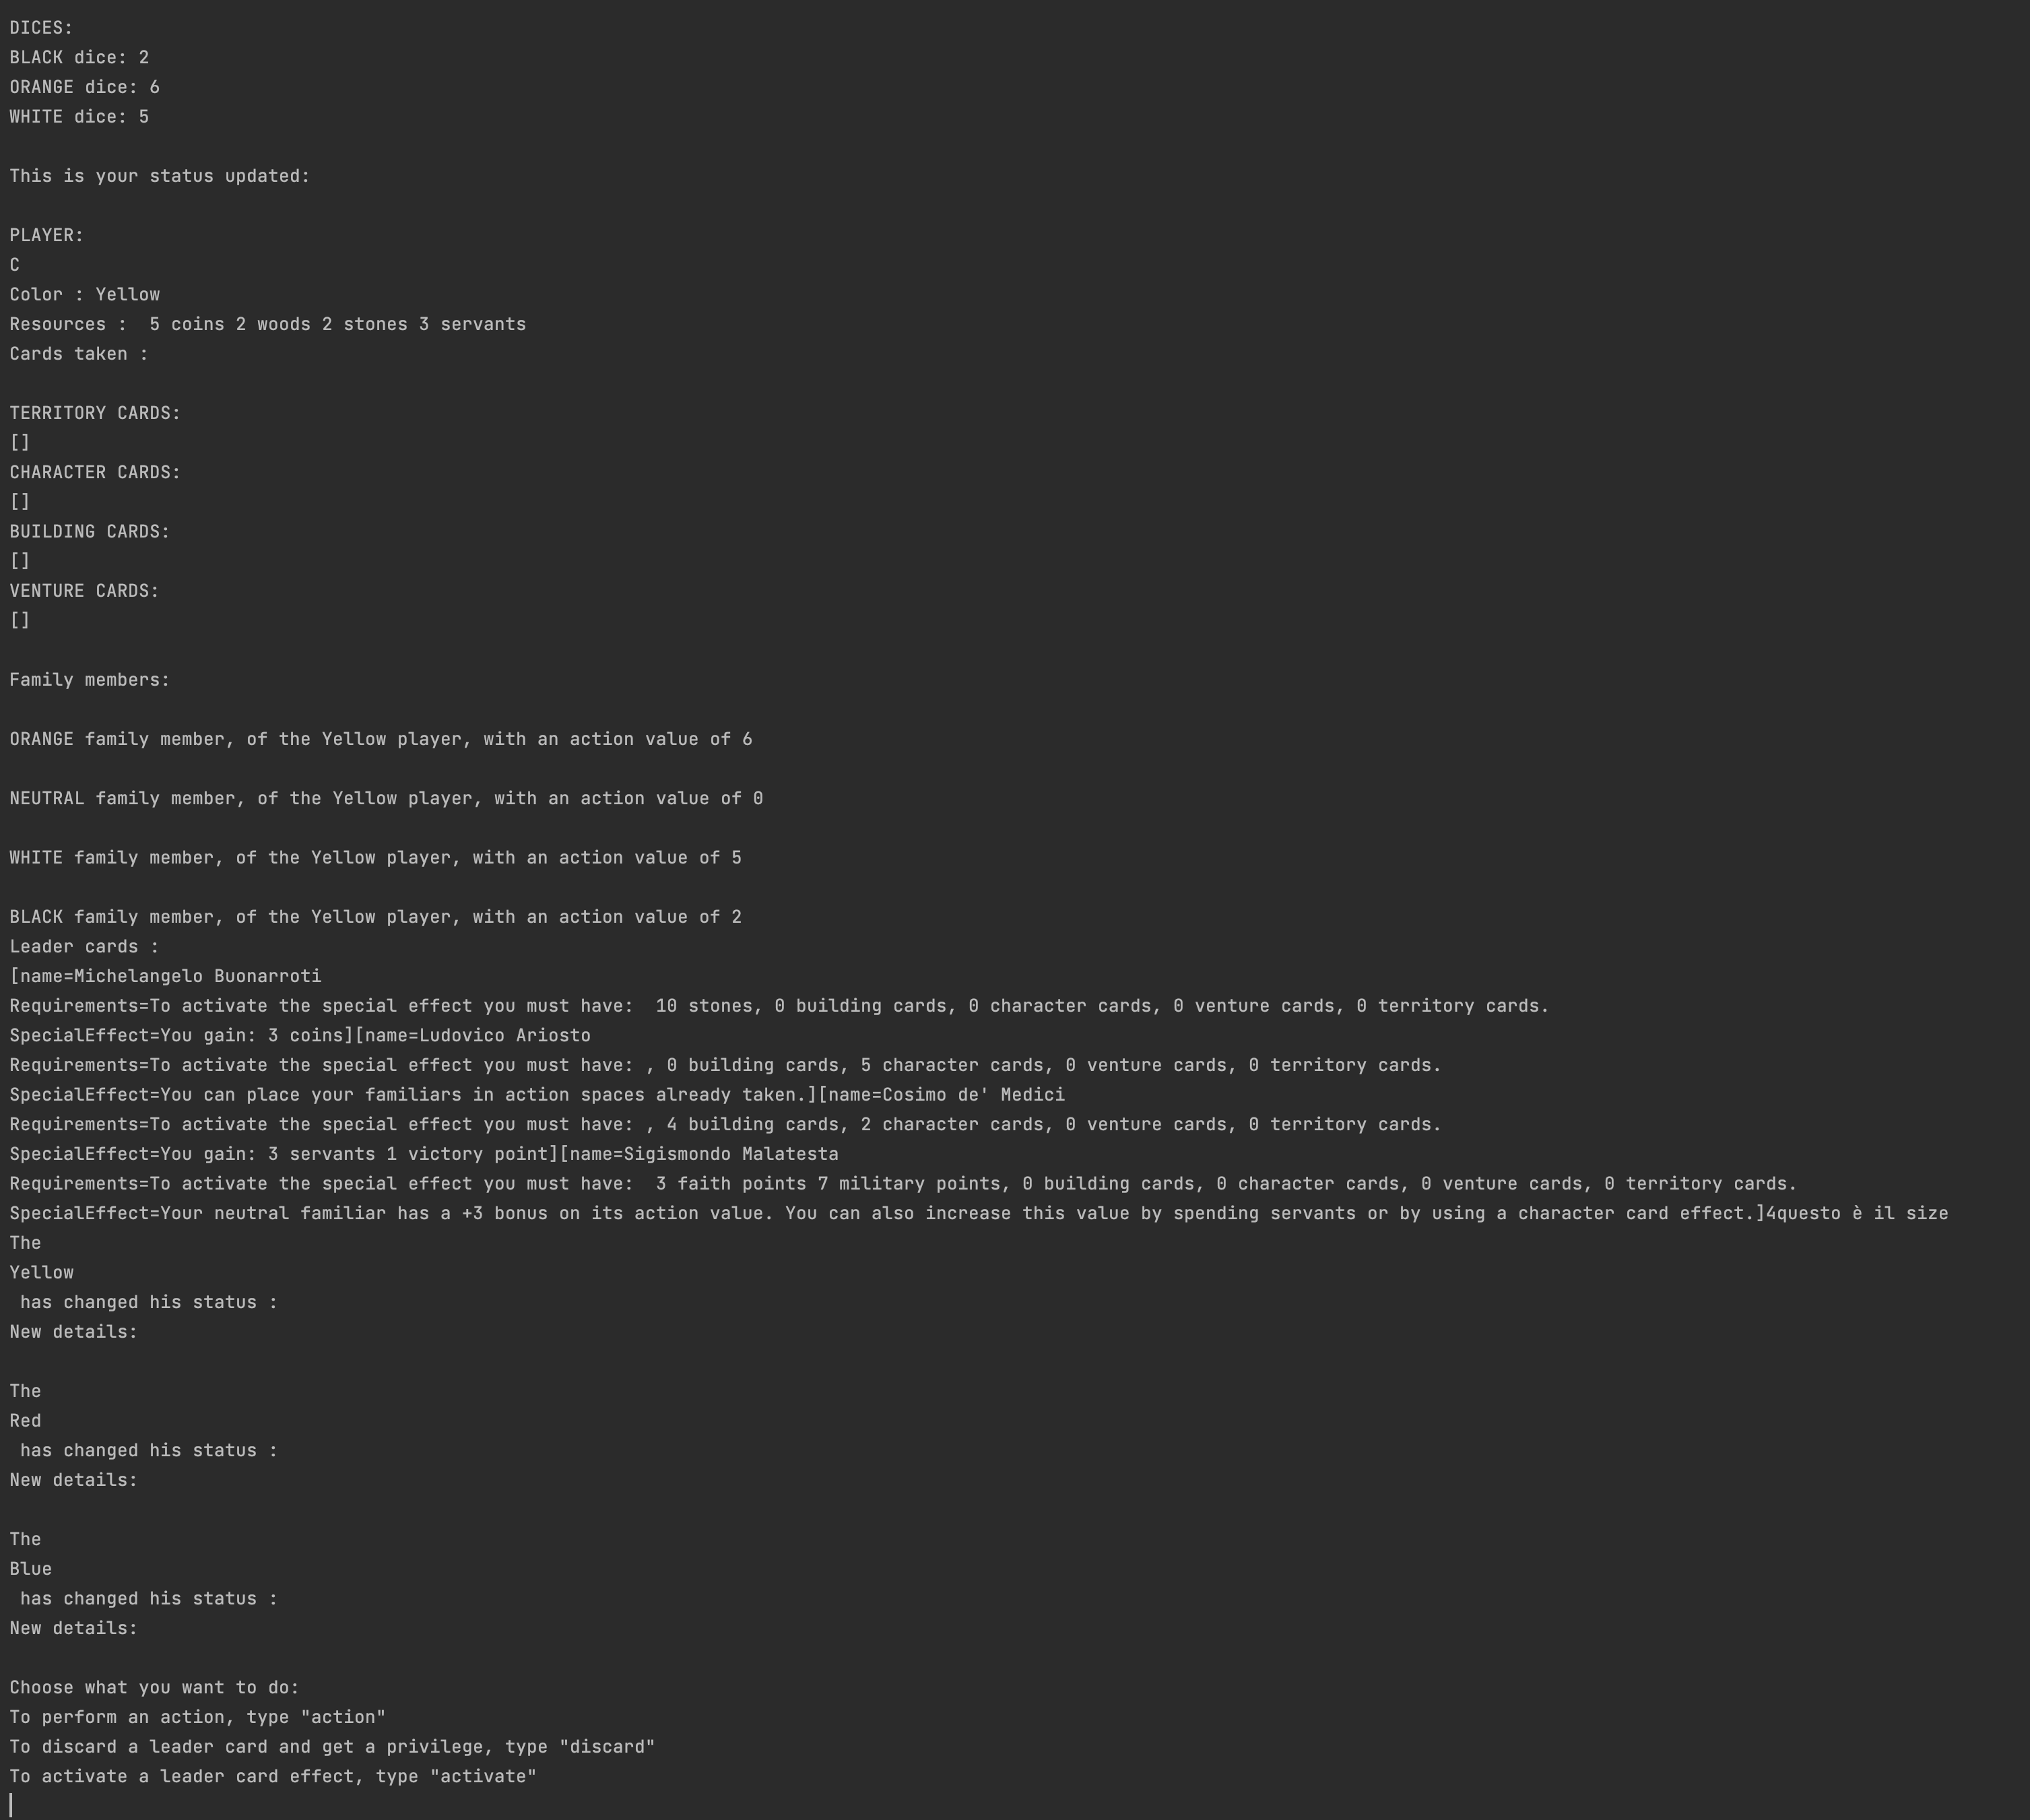 DICES:
BLACK dice: 2
ORANGE dice: 6
WHITE dice: 5
This is your status updated:
PLAYER:
C
Color : Yellow
Resources :  5 coins 2 woods 2 stones 3 servants
Cards taken :
TERRITORY CARDS:
[]
CHARACTER CARDS:
[]
BUILDING CARDS:
[]
VENTURE CARDS:
[]
Family members:
ORANGE family member, of the Yellow player, with an action value of 6
NEUTRAL family member, of the Yellow player, with an action value of 0
WHITE family member, of the Yellow player, with an action value of 5
BLACK family member, of the Yellow player, with an action value of 2
Leader cards :
[name=Michelangelo Buonarroti
Requirements=To activate the special effect you must have:  10 stones, 0 building cards, 0 character cards, 0 venture cards, 0 territory cards.
SpecialEffect=You gain: 3 coins][name=Ludovico Ariosto
Requirements=To activate the special effect you must have: , 0 building cards, 5 character cards, 0 venture cards, 0 territory cards.
SpecialEffect=You can place your familiars in action spaces already taken.][name=Cosimo de' Medici
Requirements=To activate the special effect you must have: , 4 building cards, 2 character cards, 0 venture cards, 0 territory cards.
SpecialEffect=You gain: 3 servants 1 victory point][name=Sigismondo Malatesta
Requirements=To activate the special effect you must have:  3 faith points 7 military points, 0 building cards, 0 character cards, 0 venture cards, 0 territory cards.
SpecialEffect=Your neutral familiar has a +3 bonus on its action value. You can also increase this value by spending servants or by using a character card effect.]4questo è il size
The
Yellow
 has changed his status :
New details:
The
Red
 has changed his status :
New details:
The
Blue
 has changed his status :
New details:
Choose what you want to do:
To perform an action, type "action"
To discard a leader card and get a privilege, type "discard"
To activate a leader card effect, type "activate"